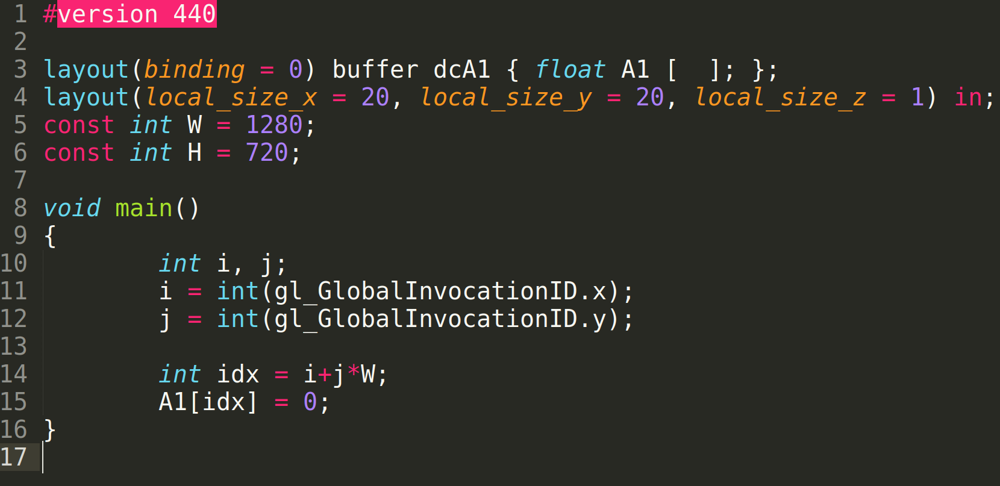 1 #version 440
2
3 layout(binding = 0) buffer dcA1 { float A1 [  ]; };
4 layout(local_size_x = 20, local_size_y = 20, local_size_z = 1) in;
5 const int W = 1280;
6 const int H = 720;
7
8 void main()
9 {
10         int i, j;
11         i = int(gl_GlobalInvocationID.x);
12         j = int(gl_GlobalInvocationID.y);
13
14         int idx = i+j*W;
15         A1[idx] = 0;
16 }
17